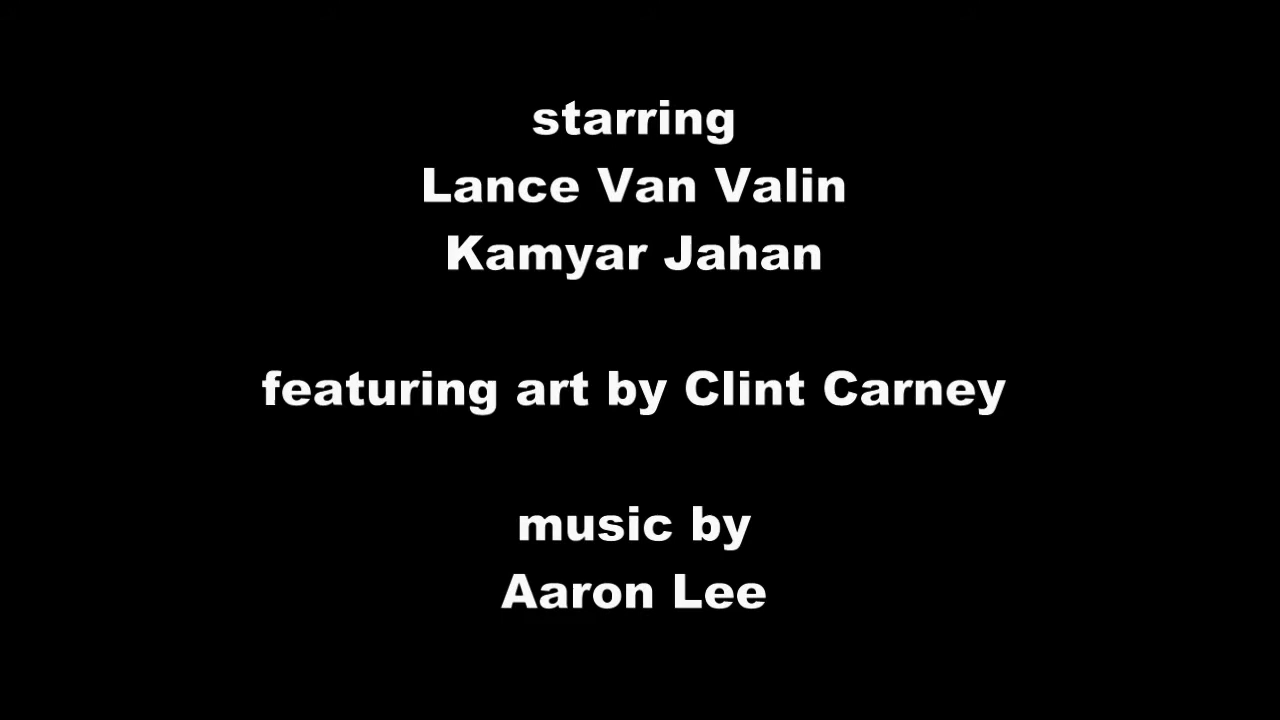 starring
Lance Van Valin
Kamyar Jahan
featuring art by Clint Carney
music by
Aaron Lee